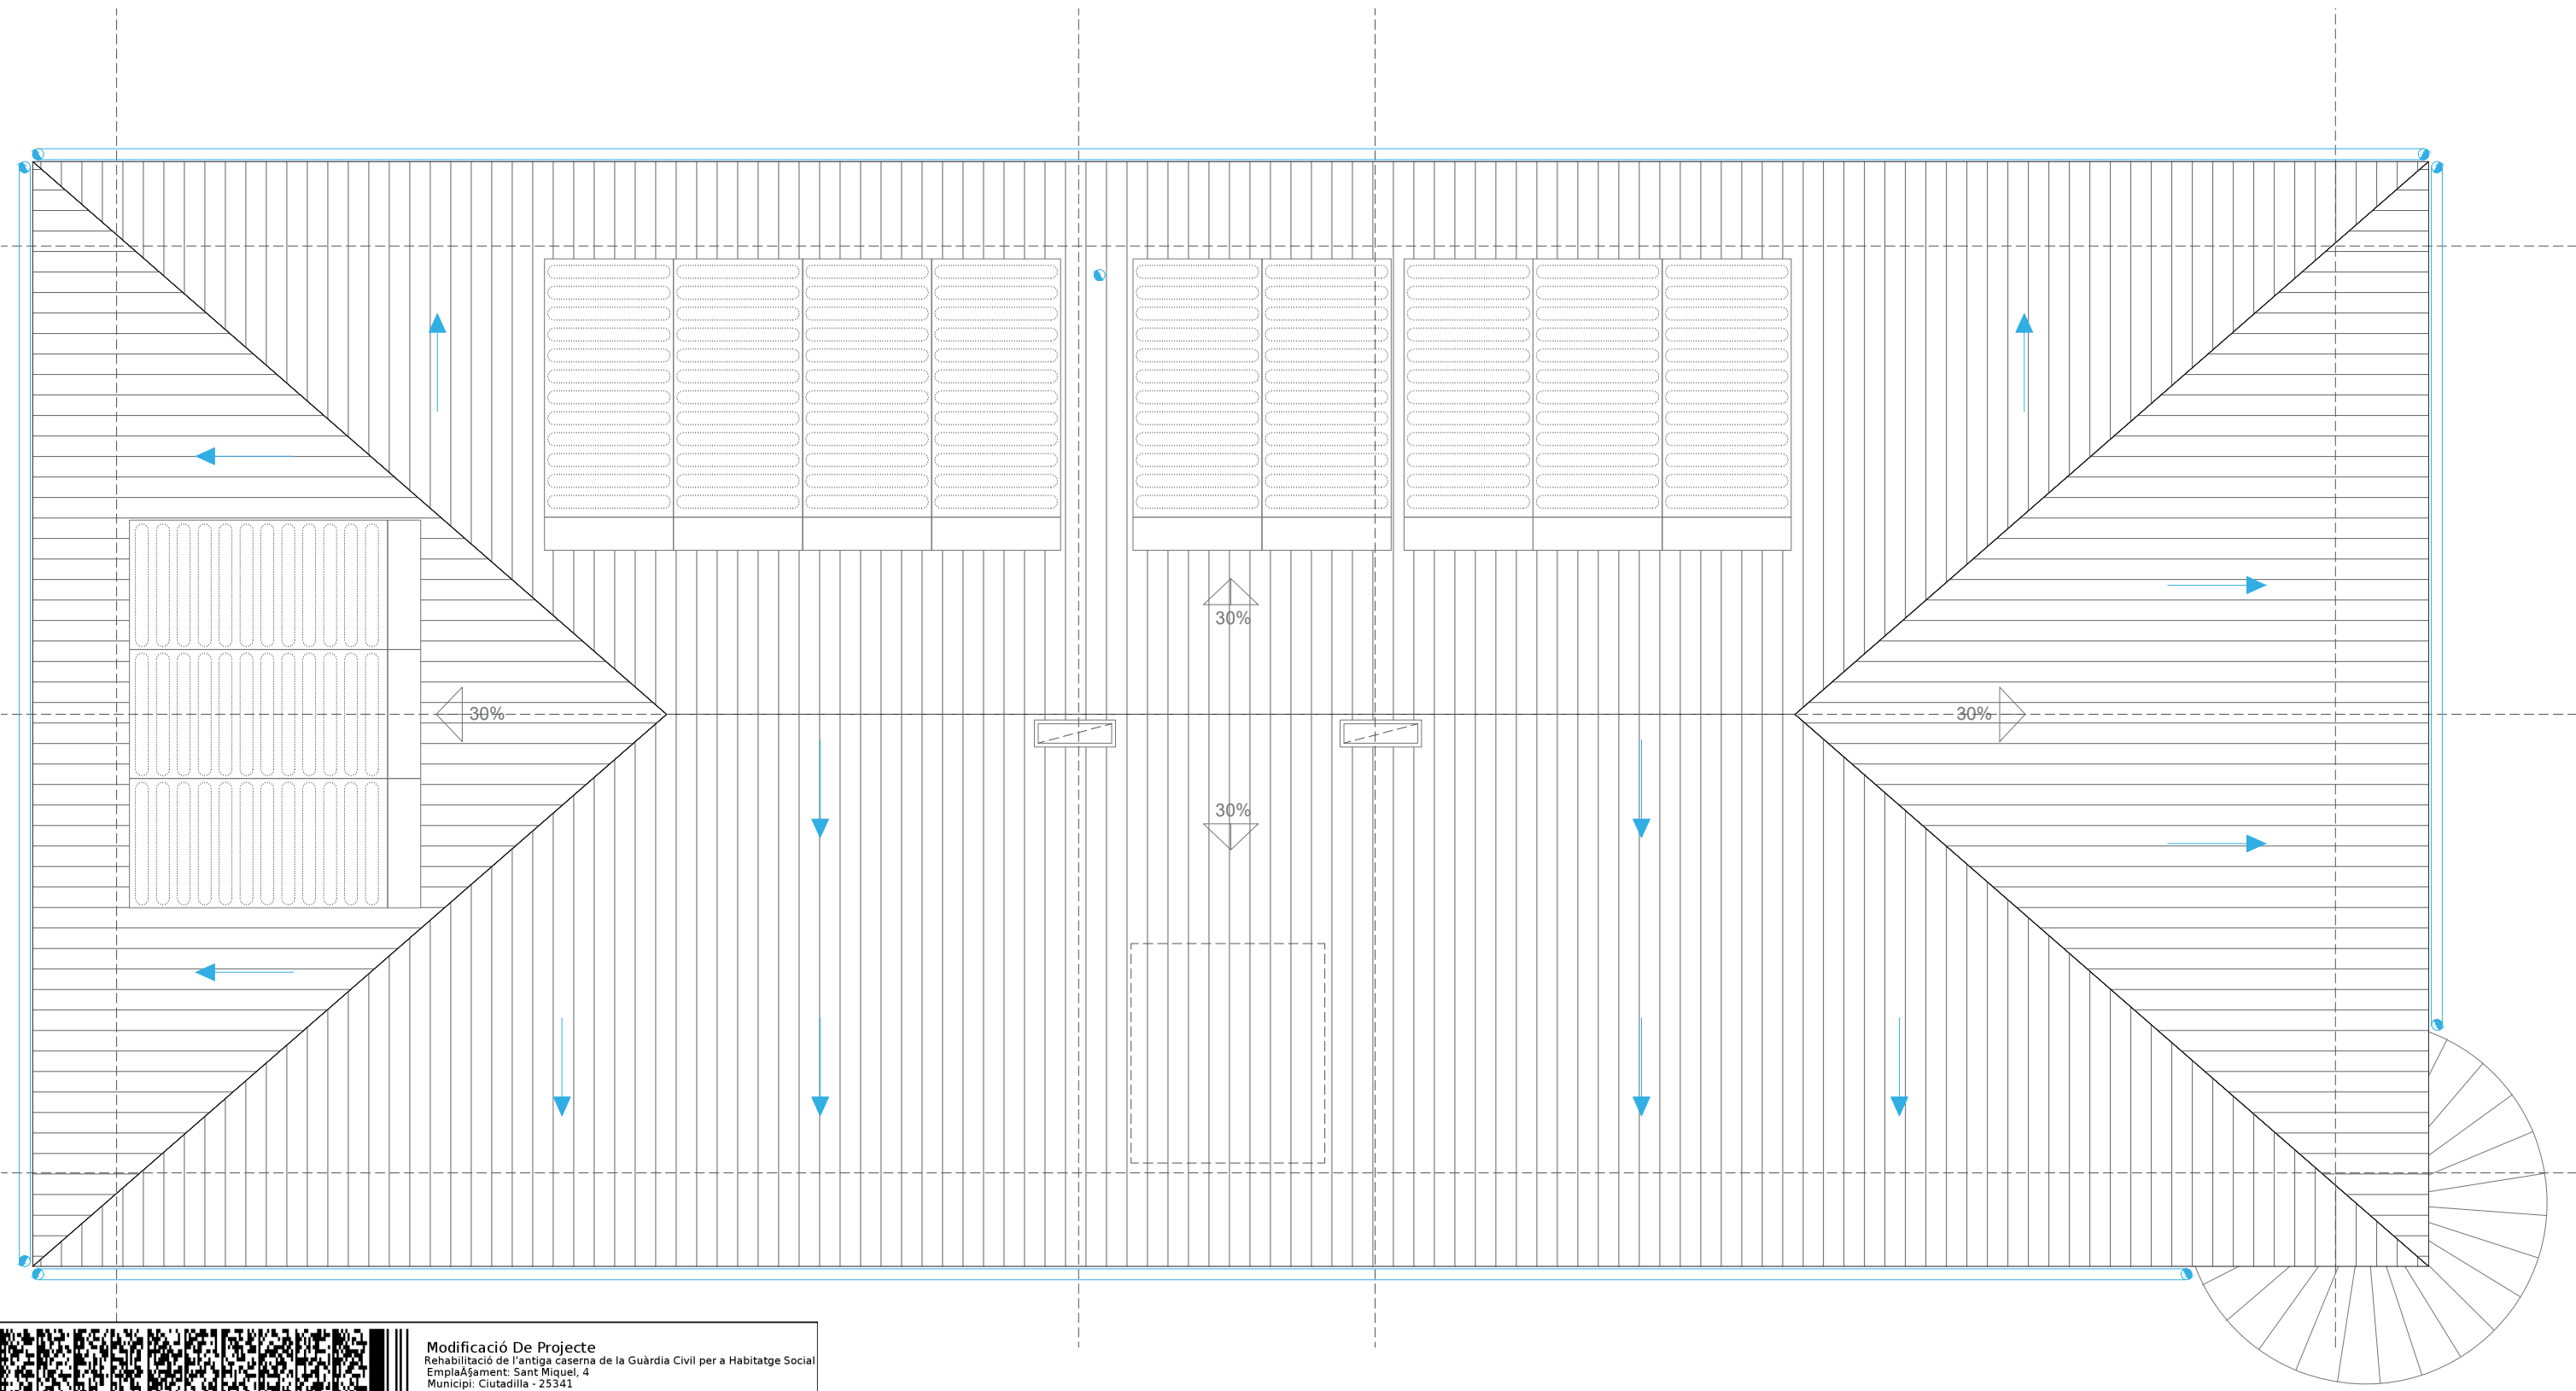 30%
30%
30%
30%
Modificació De Projecte
Rehabilitació de l'antiga caserna de la Guàrdia Civil per a Habitatge Social
EmplaÃ§ament: Sant Miquel, 4
Municipi: Ciutadilla - 25341